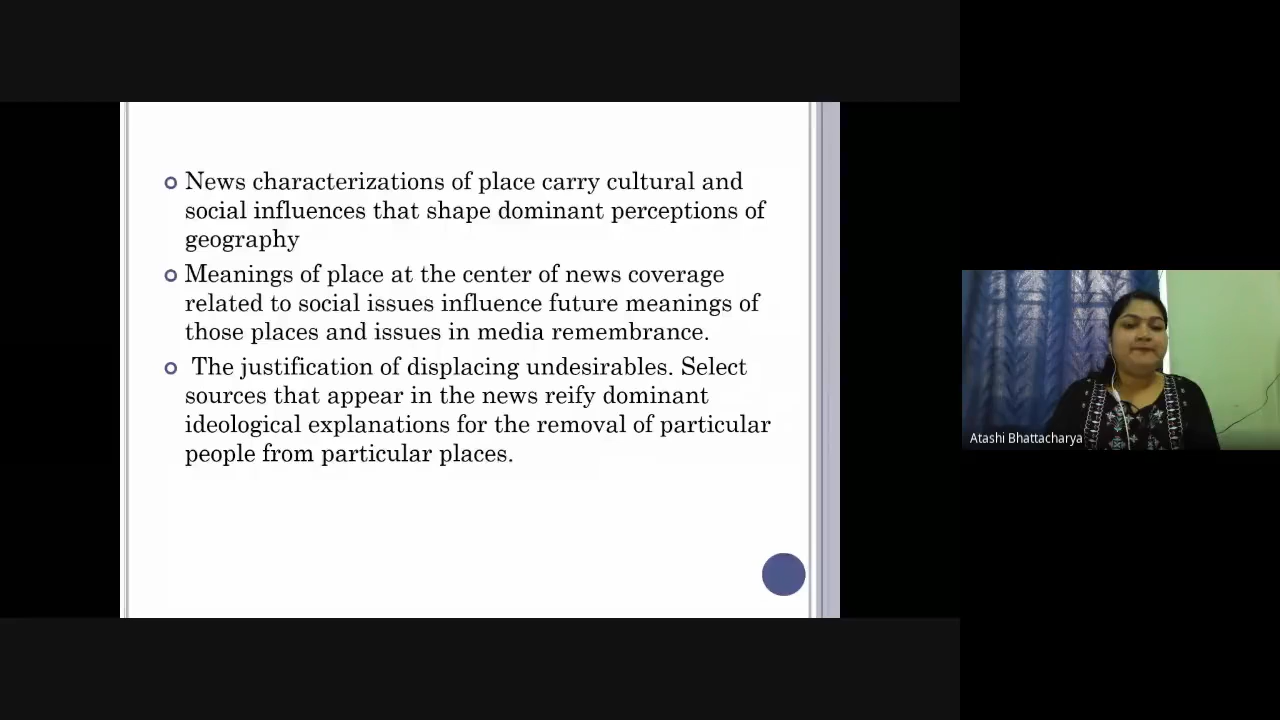 News characterizations of place carry cultural and
social influences that shape dominant perceptions of
geography
Meanings of place at the center of news coverage
related to social issues influence future meanings of
those places and issues in media remembrance.
The justification of displacing undesirables. Select
sources that appear in the news reify dominant
ideological explanations for the removal of particular
people from particular places.
Atashi Bhattacharya